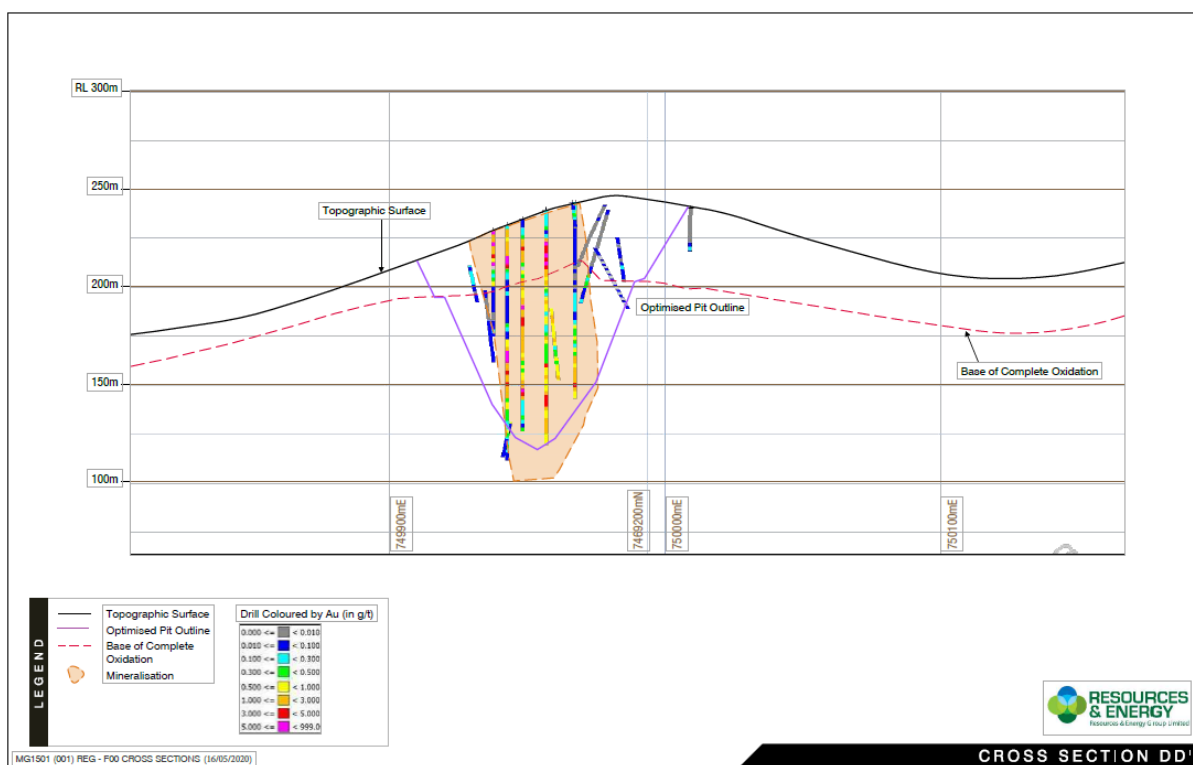 RL 300m
250m
Topographic Surface
200m
Optimised Pit Outline
150m
Base of Complete Oxidation
100m
749900mE
7469200mN
750000mE
750100mE
LEGEND
Topographic Surface
Optimised Pit Outline
Base of Complete
Oxidation
Mineralisation
Drill Coloured by Au (in g/t)
0.000 <= < 0.010
0.010 <= < 0.100
0.100 <= < 0.300
0.300 <= < 0.500
0.500 <= < 1.000
1.000 <= < 3.000
3.000 <= < 5.000
5.000 <= < 999.0
RESOURCES
& ENERGY
Resources & Energy Group Limited
MG1501 (001) REG - F00 CROSS SECTIONS (16/05/2020)
CROSS SECTION DD'